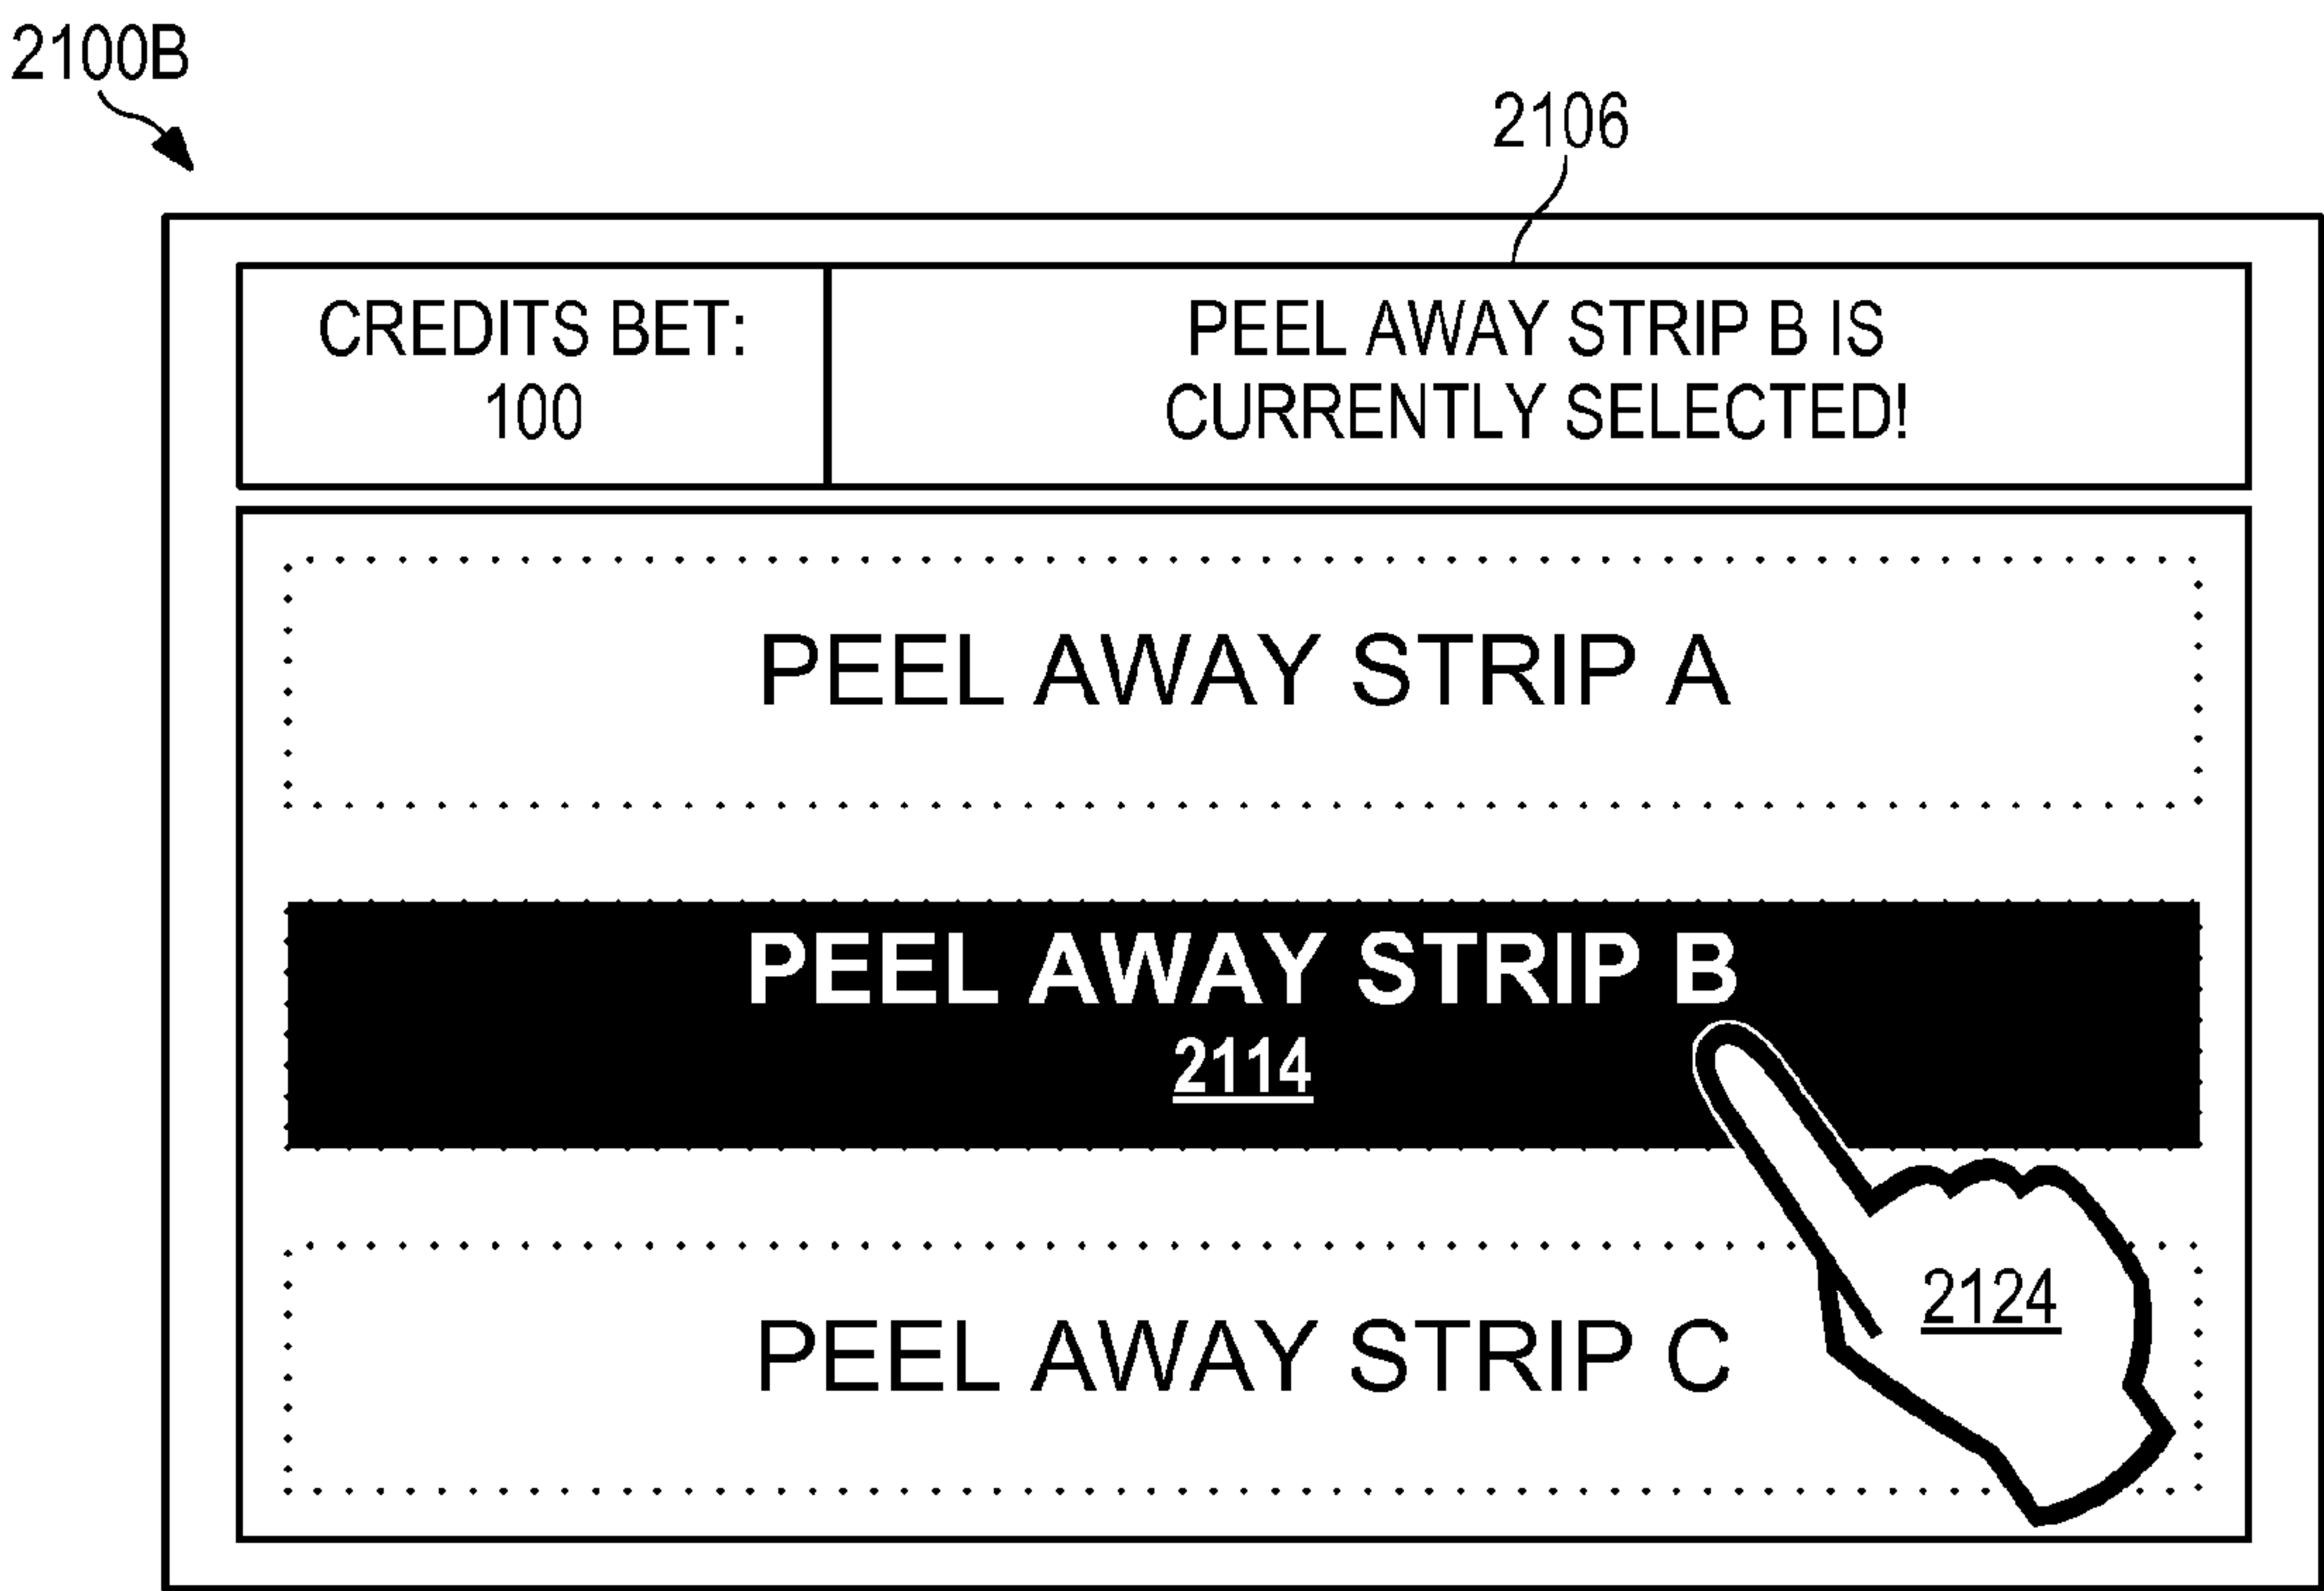 2100B
2106
CREDITS BET:
100
PEEL AWAY STRIP B IS
CURRENTLY SELECTED!
PEEL AWAY STRIP A
PEEL AWAY STRIP B
2114
2124
PEEL AWAY STRIP C